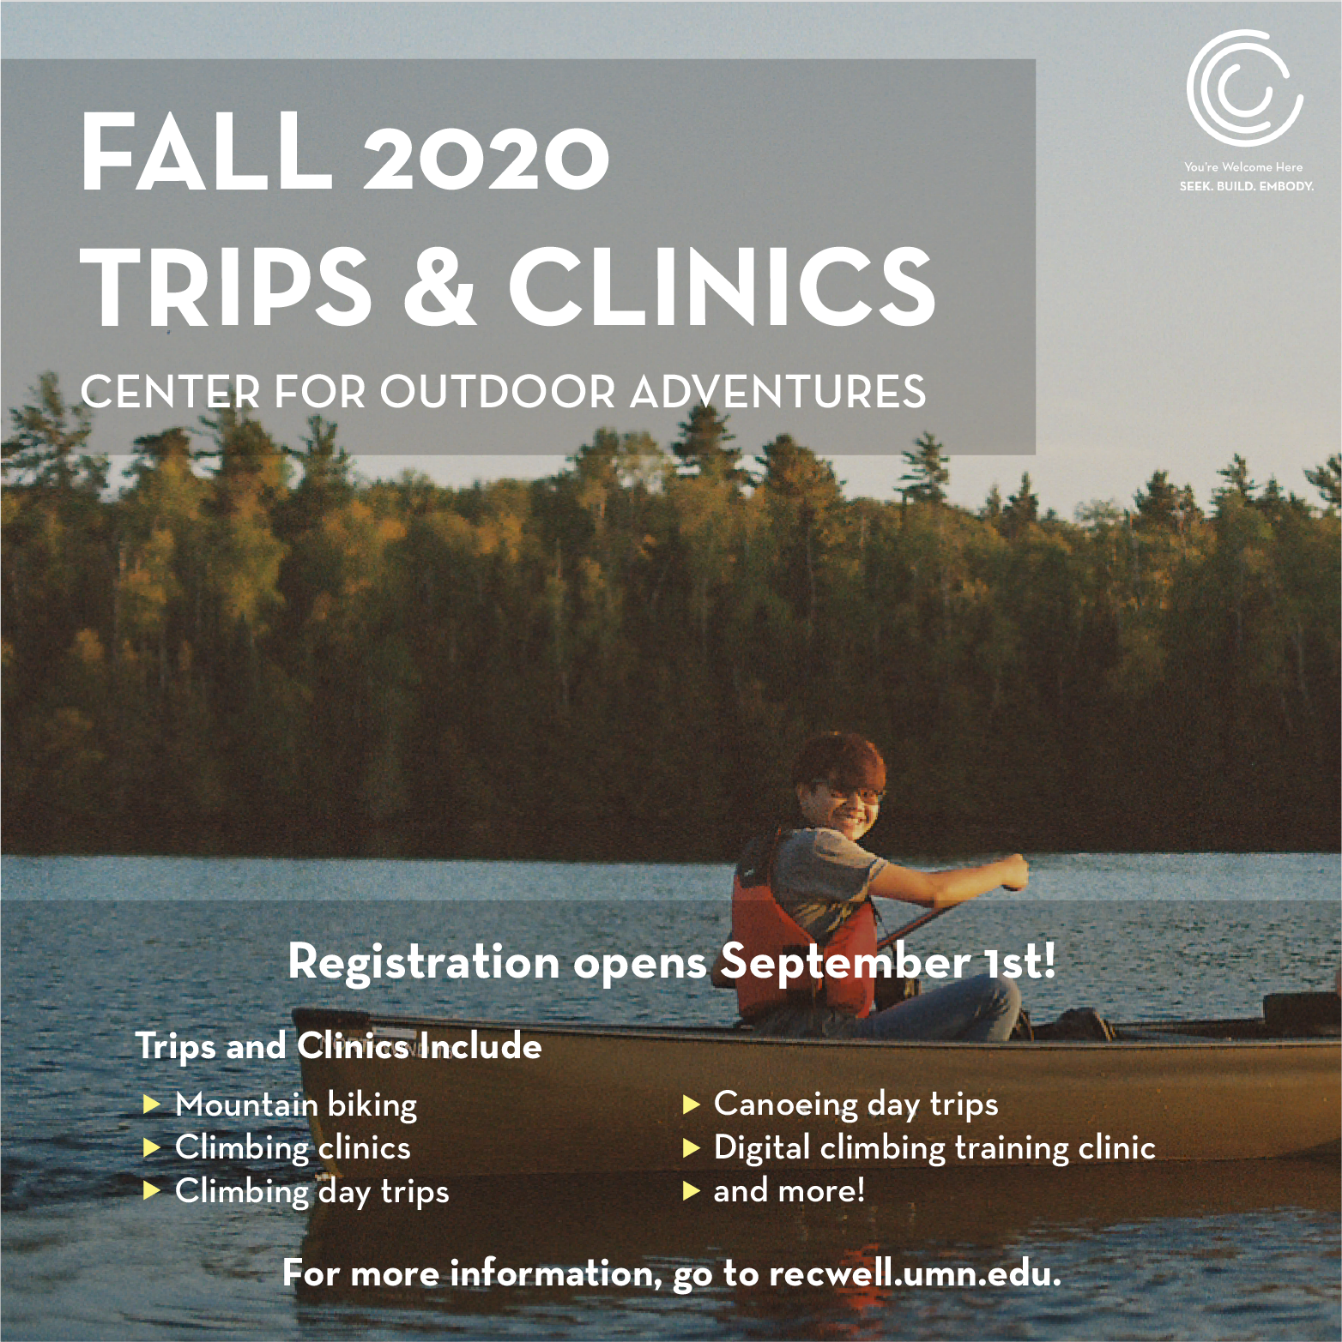 FALL 2020
TRIPS & CLINICS
CENTER FOR OUTDOOR ADVENTURES
You're Welcome Here
SEEK. BUILD. EMBODY.
Registration opens September 1st!
Trips and Clinics Include
Mountain biking
Climbing clinics
Climbing day trips
Canoeing day trips
Digital climbing training clinic
and more!
For more information, go to recwell.umn.edu.